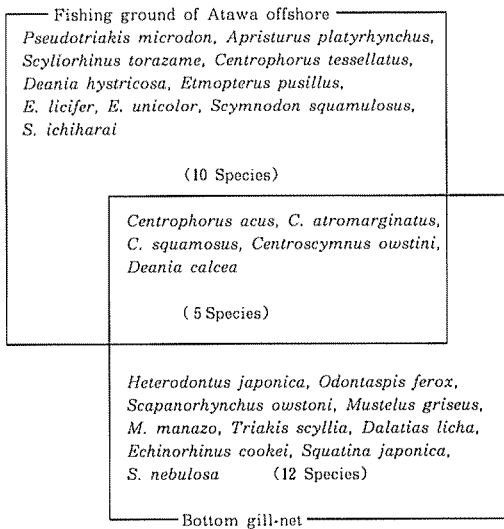 Fishing ground of Atawa offshore
Pseudotriakis microdon, Apristurus platyrhynchus,
Scyliorhinus torazame, Centrophorus tessellatus,
Deania hystricosa, Etmopterus pusillus,
E. licifer, E. unicolor, Scymnodon squamulosus,
S. ichiharai
(10 Species)
Centrophorus acus, C. atromarginatus,
C. squamosus, Centroscymnus owstini,
Deania calcea
(5 Species)
Heterodontus japonica, Odontaspis ferox,
Scapanorhynchus owstoni, Mustelus griseus,
M. manazo, Triakis scyllia, Dalatias licha,
Echinorhinus cookei, Squatina japonica,
S. nebulosa (12 Species)
Bottom gill-net